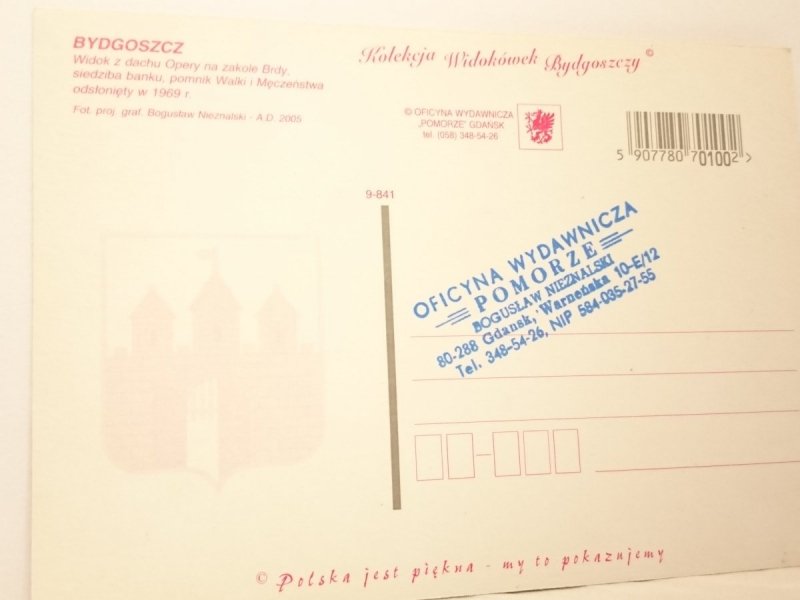 BYDGOSZCZ
Widok z dachu Opery na zakole Brdy,
siedziba banku, pomnik Walki i Męczeństwa
odsłonięty w 1969 r.
Fot. proj. graf. Bogusław Nieznalski - A.D. 2005
Kolekcja Widokówek Bydgoszczy ©
© OFICYNA WYDAWNICZA
„POMORZE" GDAŃSK
tel. (058) 348-54-26
5 907780 701002 >
9-841
OFICYNA WYDAWNICZA
POMORZE
BOGUSŁAW NIEZNALSKI
80-288 Gdańsk, Warneńska 10-E/12
Tel. 348-54-26, NIP 584-035-27-55
© Polska jest piękna - my to pokazujemy